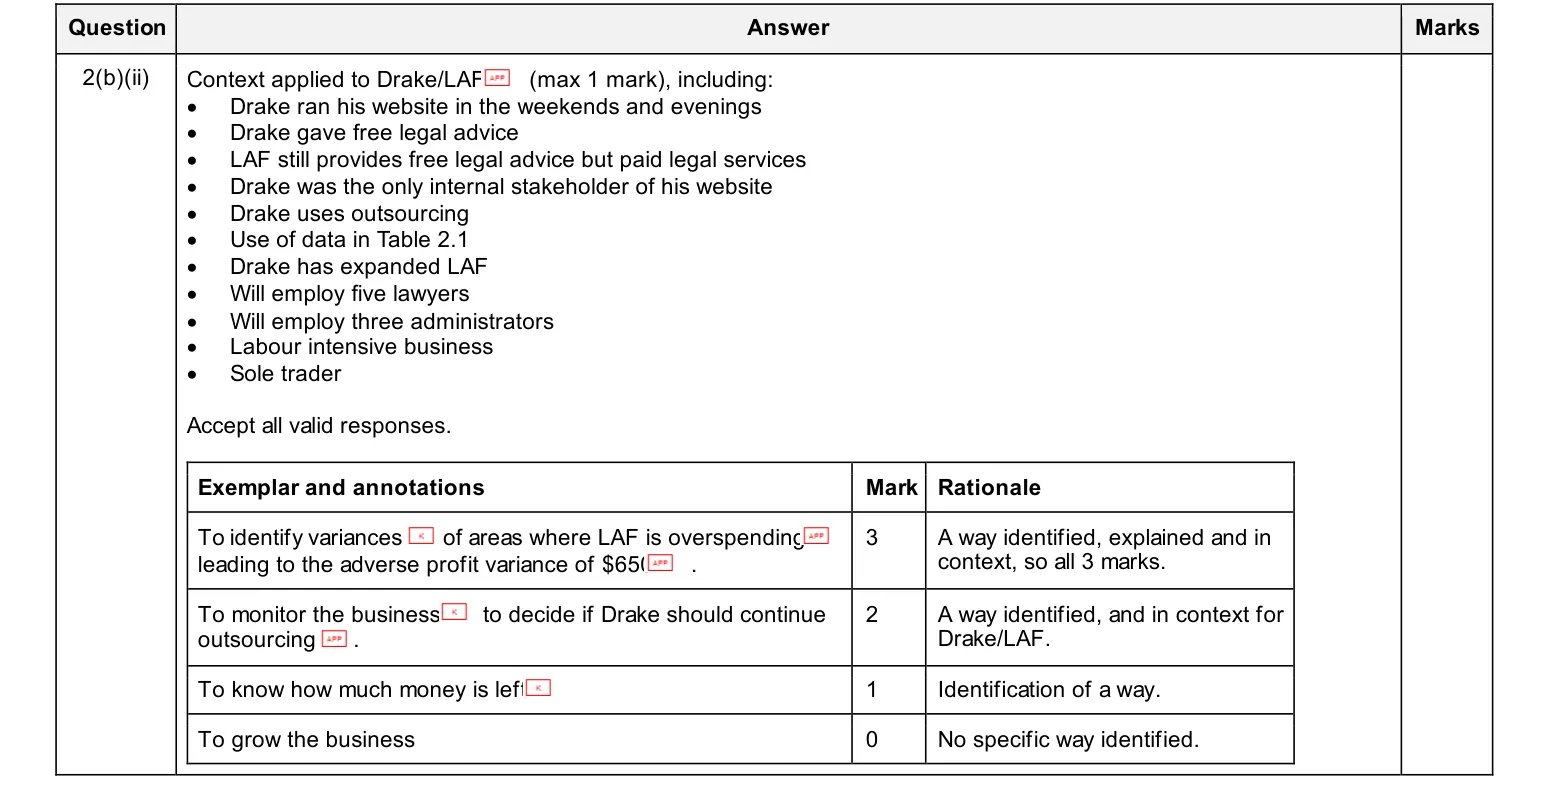 Question Answer Marks
2(b)(ii) Context applied to Drake/LAF APP (max 1 mark), including:
• Drake ran his website in the weekends and evenings
• Drake gave free legal advice
• LAF still provides free legal advice but paid legal services
• Drake was the only internal stakeholder of his website
• Drake uses outsourcing
• Use of data in Table 2.1
• Drake has expanded LAF
• Will employ five lawyers
• Will employ three administrators
• Labour intensive business
• Sole trader
Accept all valid responses.
Exemplar and annotations Mark Rationale
To identify variances K of areas where LAF is overspending APP 3 A way identified, explained and in
leading to the adverse profit variance of $650 APP . context, so all 3 marks.
To monitor the business K to decide if Drake should continue 2 A way identified, and in context for
outsourcing APP . Drake/LAF.
To know how much money is left K 1 Identification of a way.
To grow the business 0 No specific way identified.